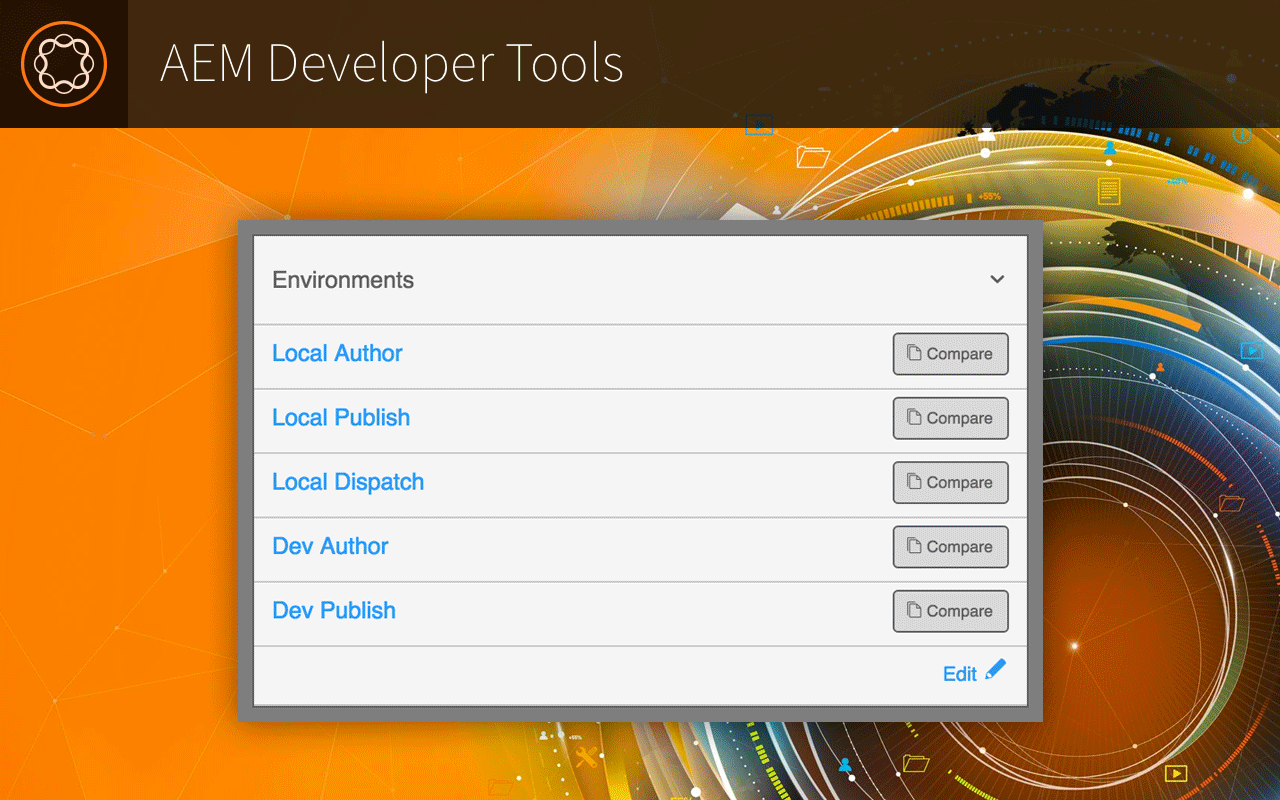 AEM Developer Tools
+55%
Environments
Local Author
Compare
Local Publish
Compare
Local Dispatch
Compare
Dev Author
Compare
Dev Publish
Compare
Edit